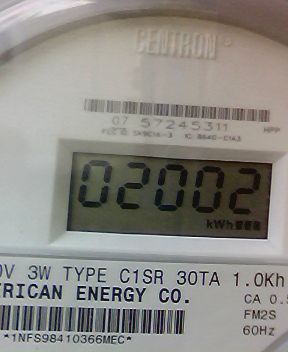 CENTRON®
07 57245311 HPP
02002
kWh
0V 3W TYPE C1SR 30TA 1.0Kh
ERICAN ENERGY CO. CA 0.5
FM2S
*1NFS98410366MEC* 60Hz